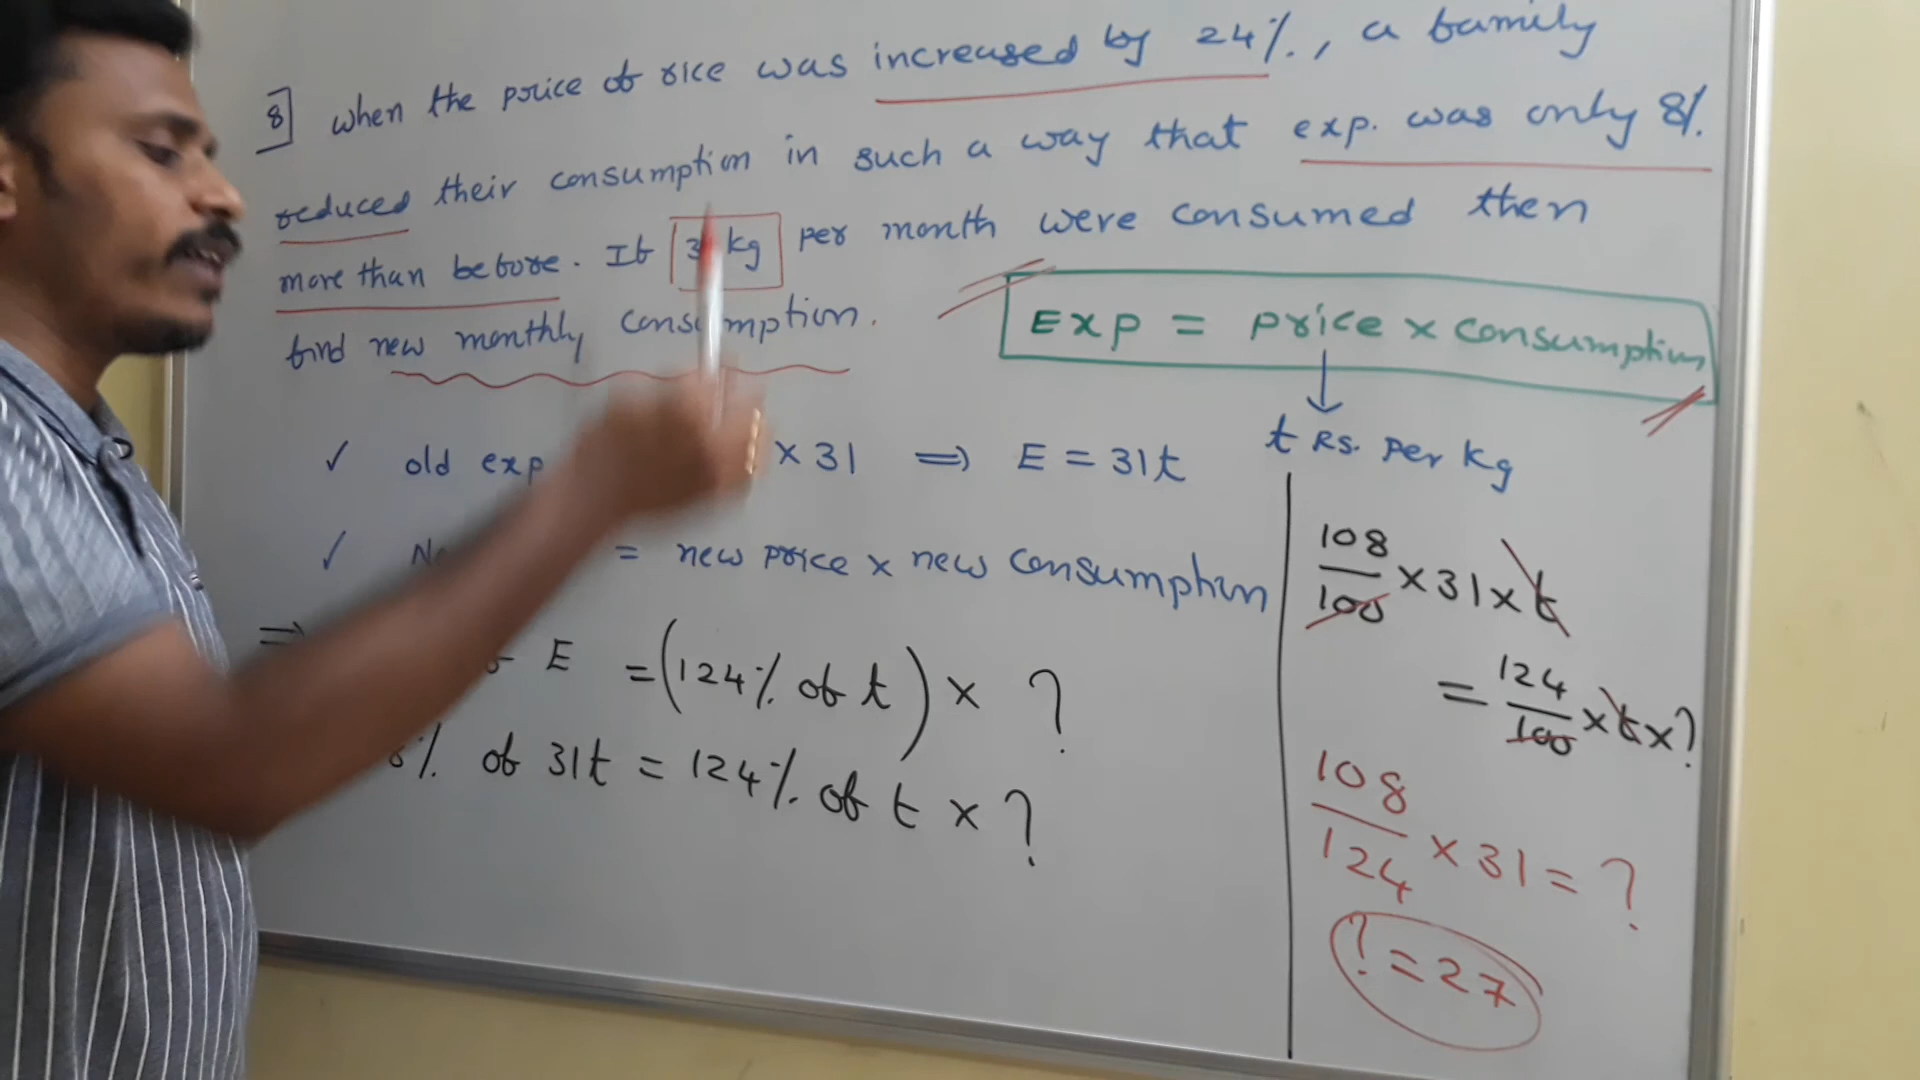 8] when the price of rice was increased by 24%, a family
reduced their consumption in such a way that exp. was only 8%
more than before. If kg per month were consumed then
find new monthly consumption.
Exp = price × consumption
t Rs. per kg
✓ old exp × 31 ⟹ E = 31t
✓ = new price × new consumption
⟹ E = (124% of t) × ?
% of 31t = 124% of t × ?
108/100 × 31 × t
= 124/100 × t × ?
108/124 × 31 = ?
? = 27